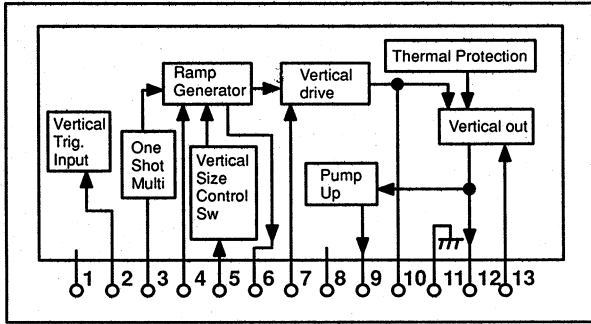 Thermal Protection
Ramp
Generator
Vertical
drive
Vertical
Trig.
Input
Vertical out
One
Shot
Multi
Vertical
Size
Control
Sw
Pump
Up
1 2 3 4 5 6 7 8 9 10 11 12 13